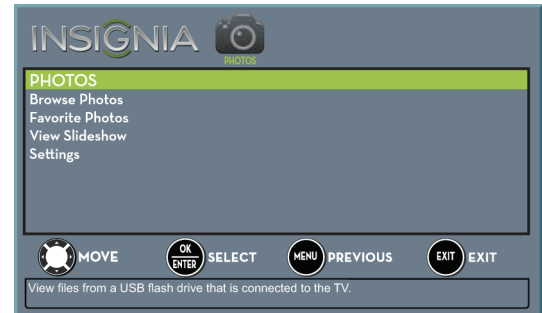 INSIGNIA
PHOTOS
PHOTOS
Browse Photos
Favorite Photos
View Slideshow
Settings
MOVE
OK
ENTER
SELECT
MENU
PREVIOUS
EXIT
EXIT
View files from a USB flash drive that is connected to the TV.